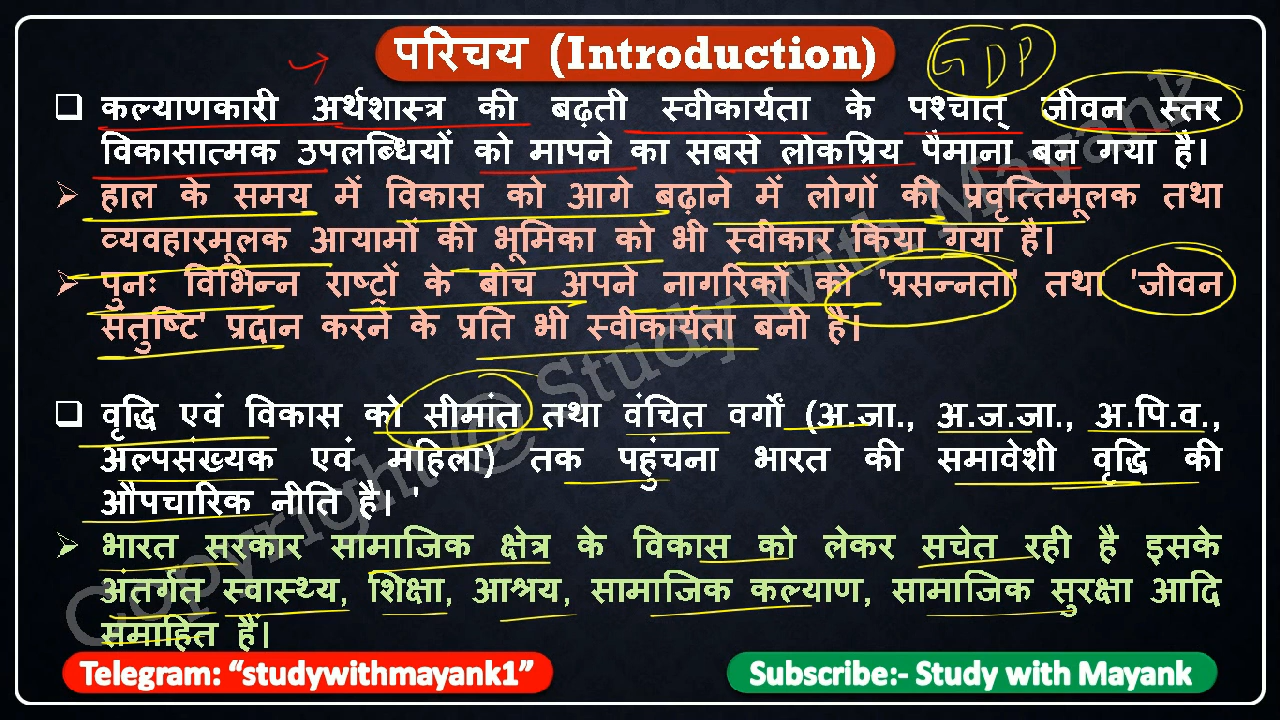 परिचय (Introduction)
GDP
कल्याणकारी अर्थशास्त्र की बढ़ती स्वीकार्यता के पश्चात् जीवन स्तर
विकासात्मक उपलब्धियों को मापने का सबसे लोकप्रिय पैमाना बन गया है।
हाल के समय में विकास को आगे बढ़ाने में लोगों की प्रवृत्तिमूलक तथा
व्यवहारमूलक आयामों की भूमिका को भी स्वीकार किया गया है।
पुनः विभिन्न राष्ट्रों के बीच अपने नागरिकों को 'प्रसन्नता' तथा 'जीवन
संतुष्टि' प्रदान करने के प्रति भी स्वीकार्यता बनी है।
वृद्धि एवं विकास को सीमांत तथा वंचित वर्गों (अ.जा., अ.ज.जा., अ.पि.व.,
अल्पसंख्यक एवं महिला) तक पहुंचना भारत की समावेशी वृद्धि की
औपचारिक नीति है। '
भारत सरकार सामाजिक क्षेत्र के विकास को लेकर सचेत रही है इसके
अंतर्गत स्वास्थ्य, शिक्षा, आश्रय, सामाजिक कल्याण, सामाजिक सुरक्षा आदि
समाहित हैं।
Copyright @ Study with Mayank
Telegram: “studywithmayank1”
Subscribe:- Study with Mayank